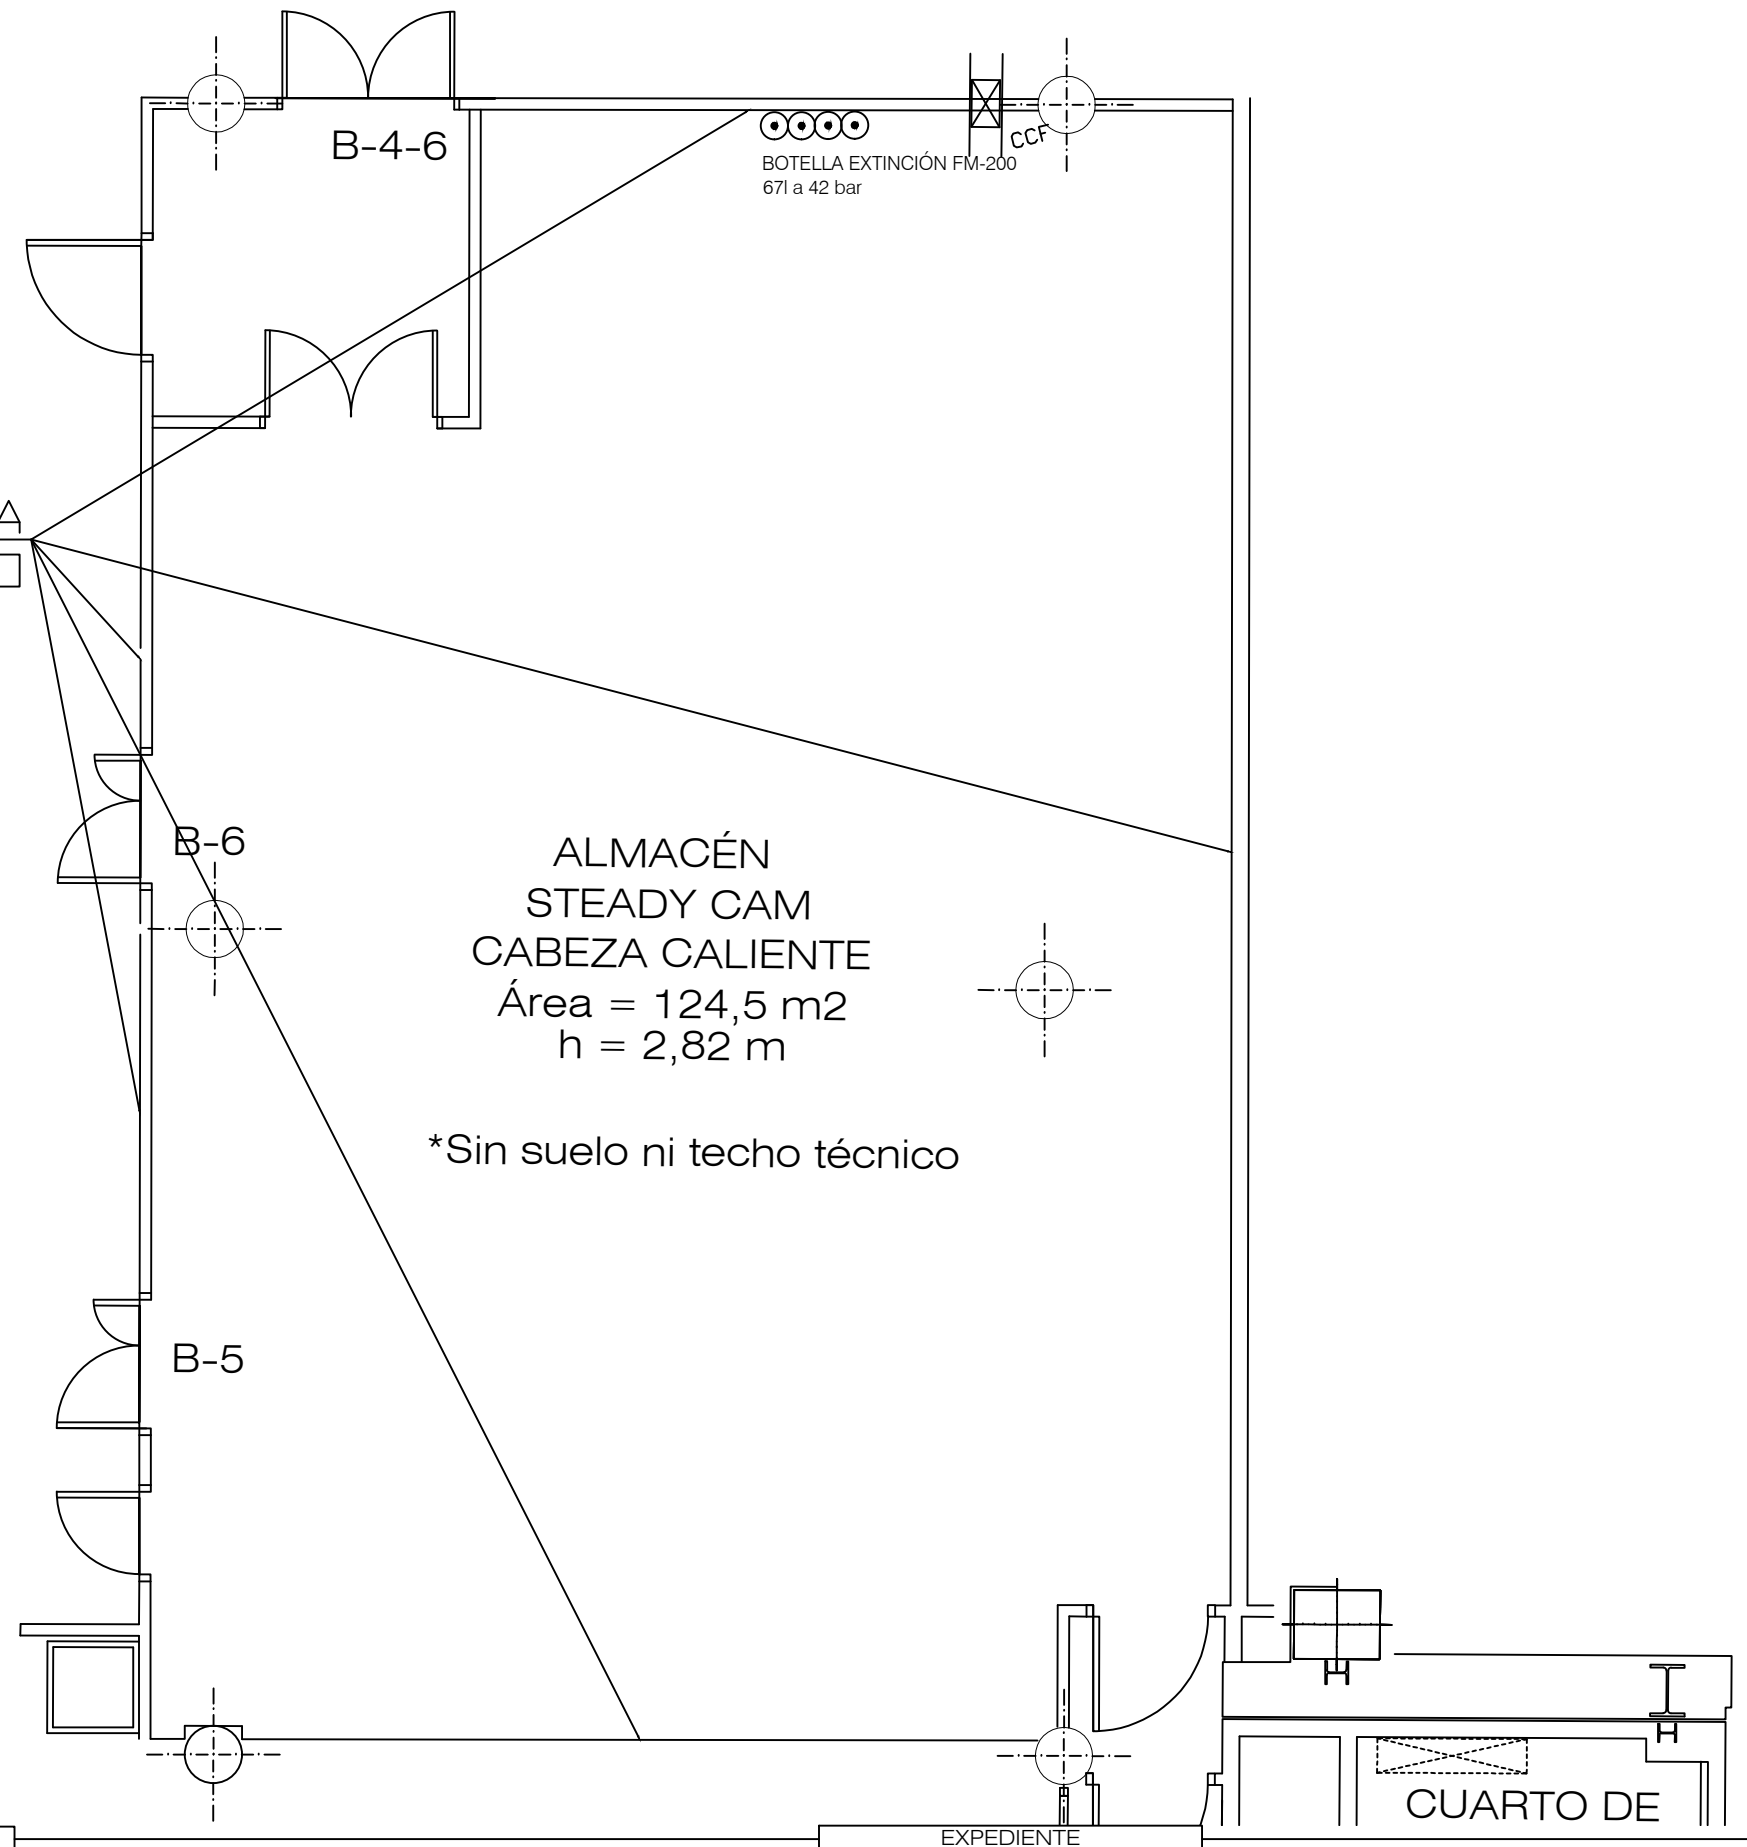 B-4-6
CCF
BOTELLA EXTINCIÓN FM-200
67l a 42 bar
B-6
ALMACÉN
STEADY CAM
CABEZA CALIENTE
Área = 124,5 m2
h = 2,82 m
*Sin suelo ni techo técnico
B-5
CUARTO DE
EXPEDIENTE